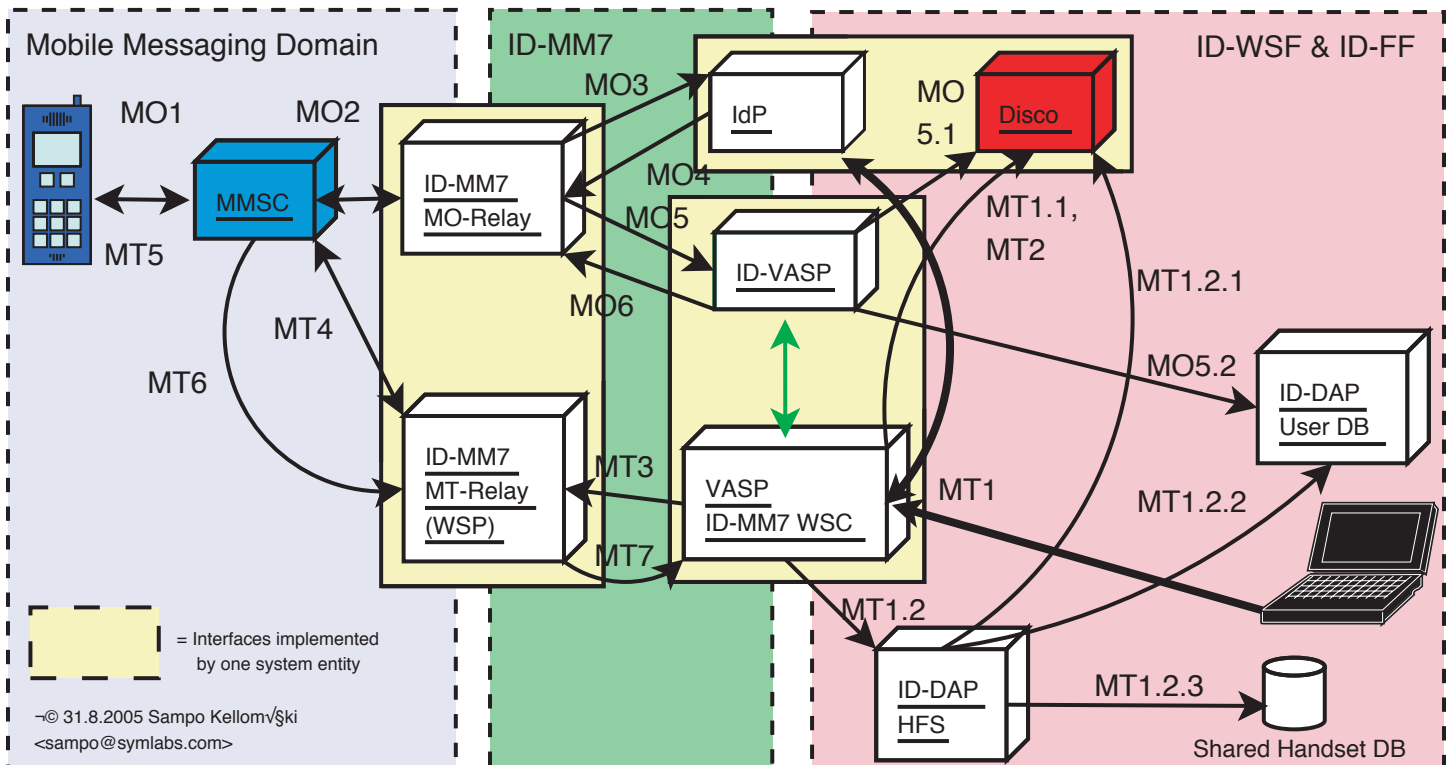 Mobile Messaging Domain
ID-MM7
ID-WSF & ID-FF
MO1
MO2
MO3
IdP
MO
5.1
Disco
MMSC
ID-MM7
MO-Relay
MO4
MO5
MT1.1,
MT2
MT5
ID-VASP
MO6
MT1.2.1
MT4
MT6
MO5.2
ID-DAP
User DB
ID-MM7
MT-Relay
(WSP)
MT3
VASP
ID-MM7 WSC
MT1
MT1.2.2
MT7
MT1.2
= Interfaces implemented
by one system entity
ID-DAP
HFS
MT1.2.3
Shared Handset DB
¬© 31.8.2005 Sampo Kellom√§ki
<sampo@symlabs.com>